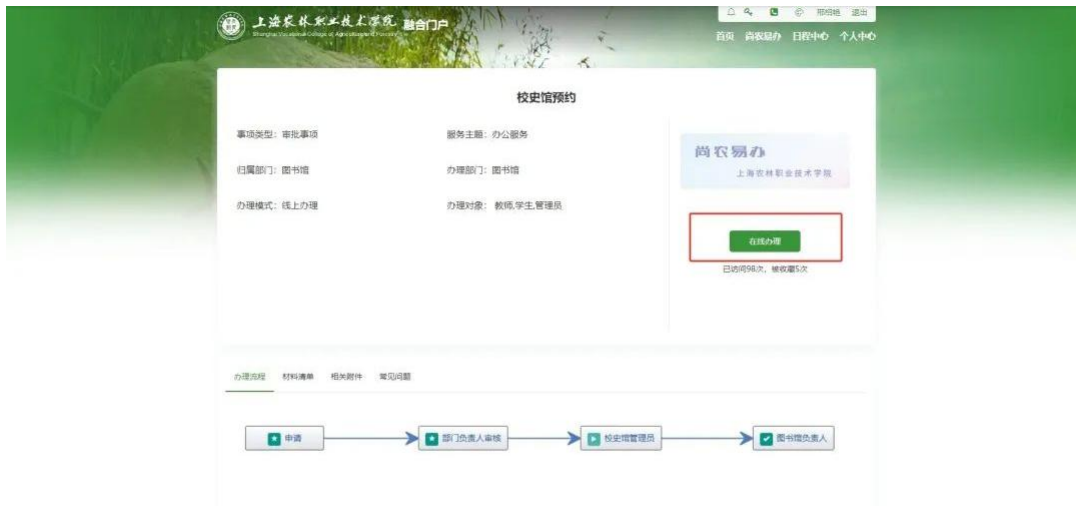 上海农林职业技术学院 融合门户
Shanghai Vocational College of Agriculture and Forestry
退出
首页 尚农易办 日程中心 个人中心
校史馆预约
事项类型：审批事项
服务主题：办公服务
归属部门：图书馆
办理部门：图书馆
办理模式：线上办理
办理对象： 教师,学生,管理员
尚农易办
上海农林职业技术学院
在线办理
已访问98次，被收藏5次
办理流程 材料清单 相关附件 常见问题
申请
部门负责人审核
校史馆管理员
图书馆负责人